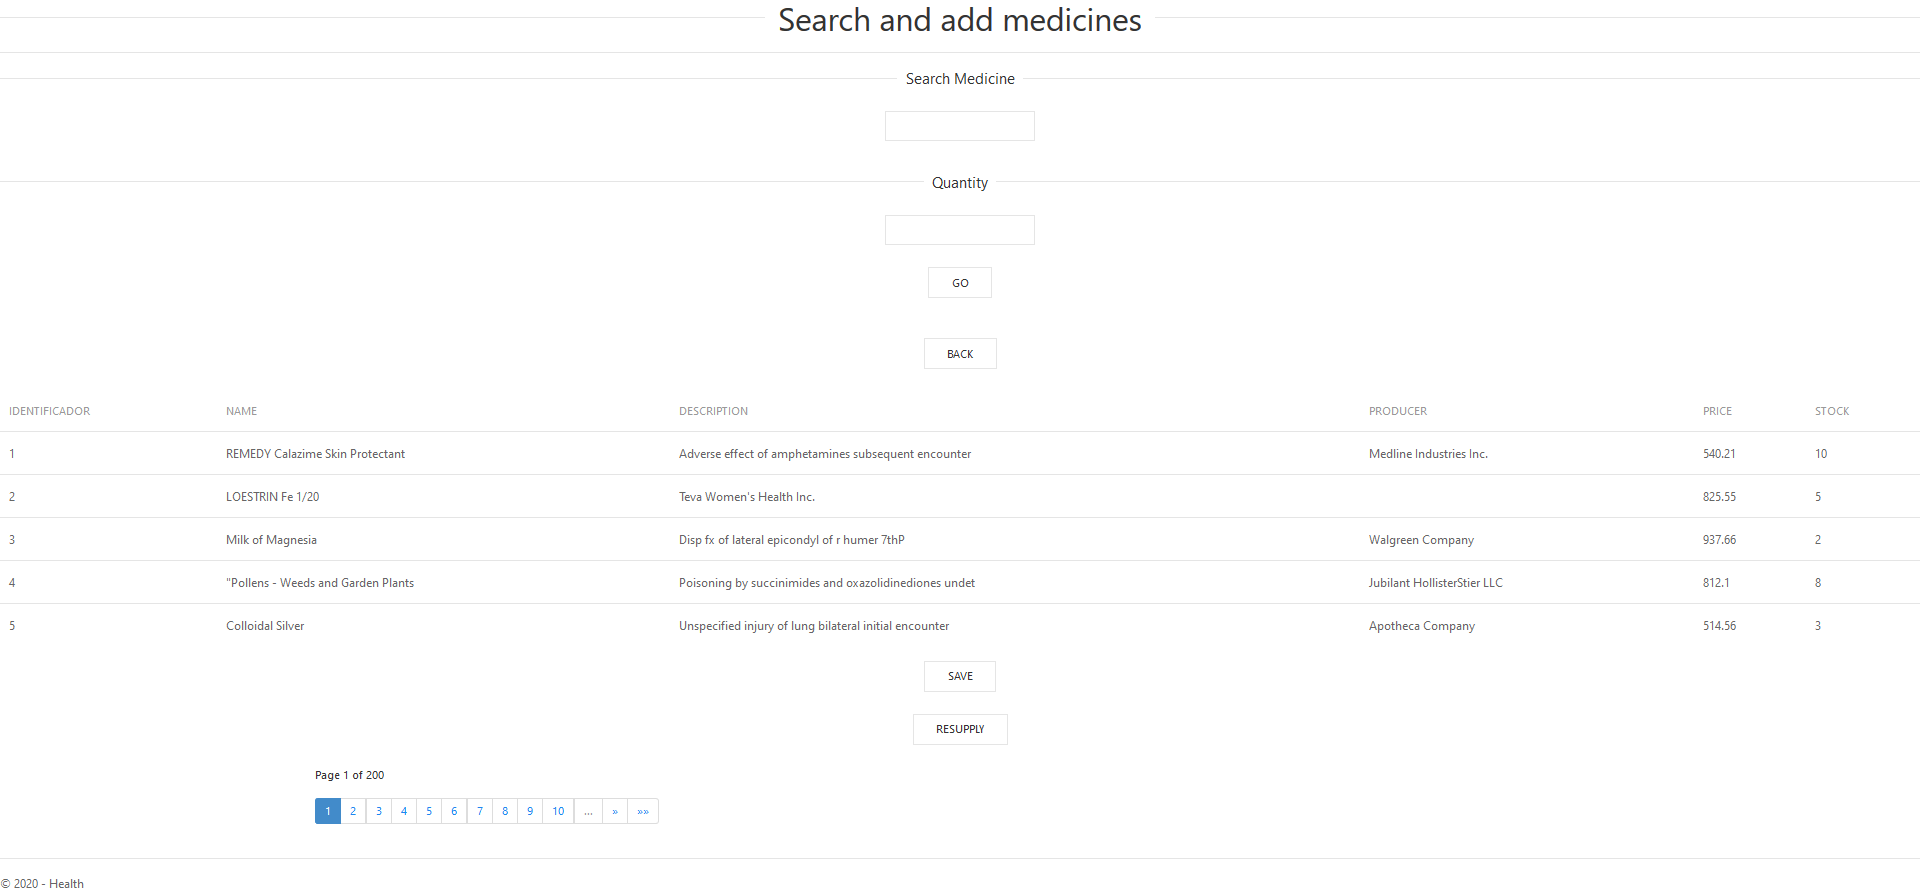 Search and add medicines
Search Medicine
Quantity
GO
BACK
IDENTIFICADOR NAME DESCRIPTION PRODUCER PRICE STOCK
1 REMEDY Calazime Skin Protectant Adverse effect of amphetamines subsequent encounter Medline Industries Inc. 540.21 10
2 LOESTRIN Fe 1/20 Teva Women's Health Inc. 825.55 5
3 Milk of Magnesia Disp fx of lateral epicondyl of r humer 7thP Walgreen Company 937.66 2
4 "Pollens - Weeds and Garden Plants Poisoning by succinimides and oxazolidinediones undet Jubilant HollisterStier LLC 812.1 8
5 Colloidal Silver Unspecified injury of lung bilateral initial encounter Apotheca Company 514.56 3
SAVE
RESUPPLY
Page 1 of 200
1 2 3 4 5 6 7 8 9 10 ... » »»
© 2020 - Health